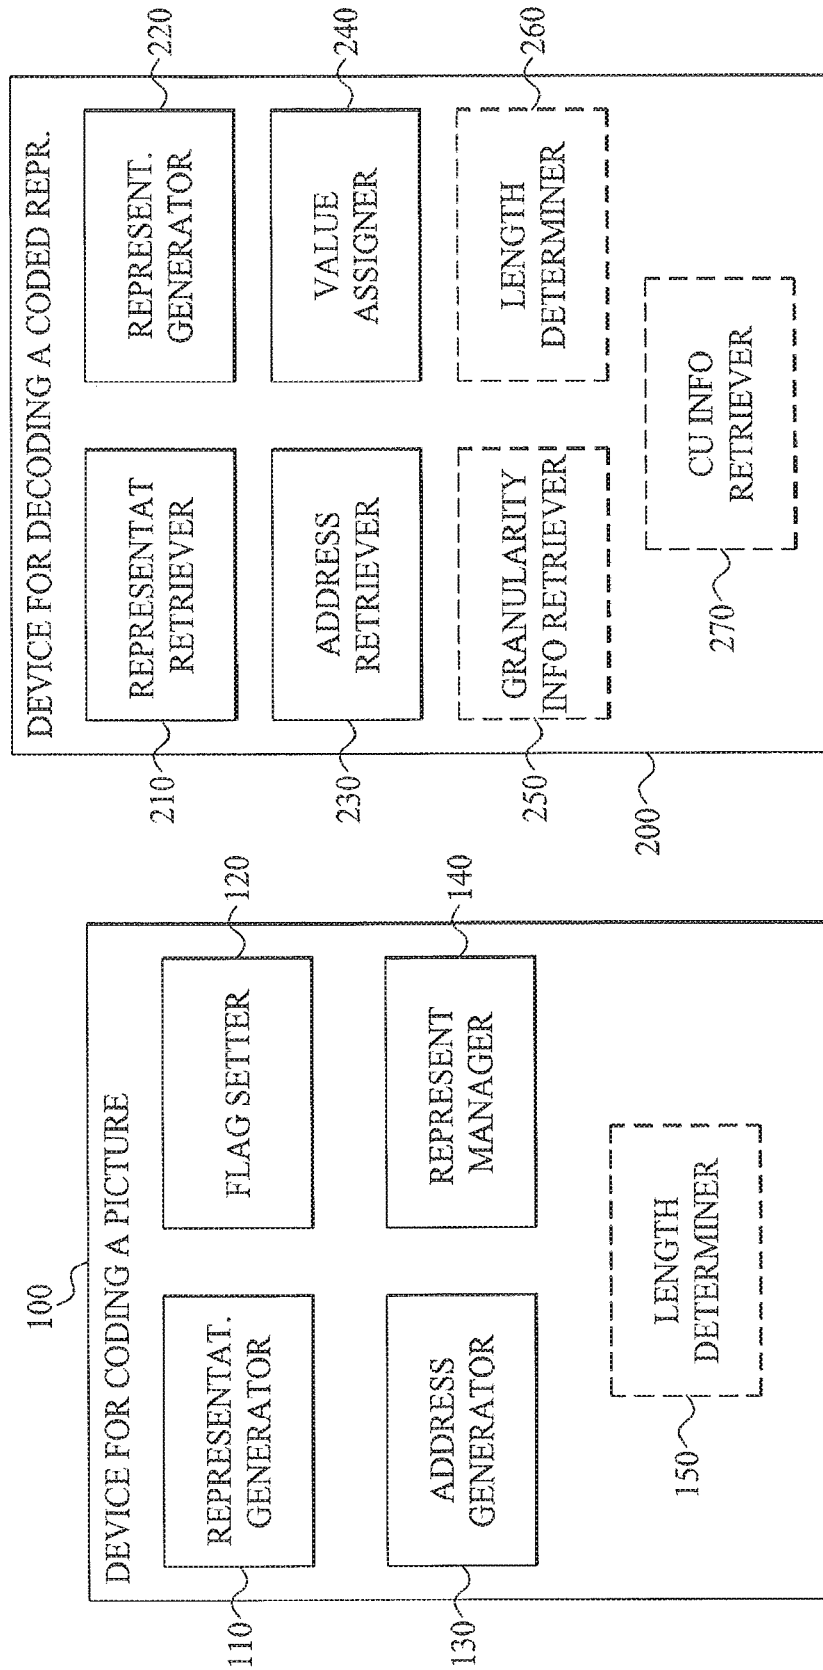 100
DEVICE FOR CODING A PICTURE
110
REPRESENTAT.
GENERATOR
FLAG SETTER
120
130
ADDRESS
GENERATOR
REPRESENT
MANAGER
140
150
LENGTH
DETERMINER
DEVICE FOR DECODING A CODED REPR.
210
REPRESENTAT
RETRIEVER
REPRESENT.
GENERATOR
220
230
ADDRESS
RETRIEVER
VALUE
ASSIGNER
240
250
GRANULARITY
INFO RETRIEVER
LENGTH
DETERMINER
260
200
270
CU INFO
RETRIEVER